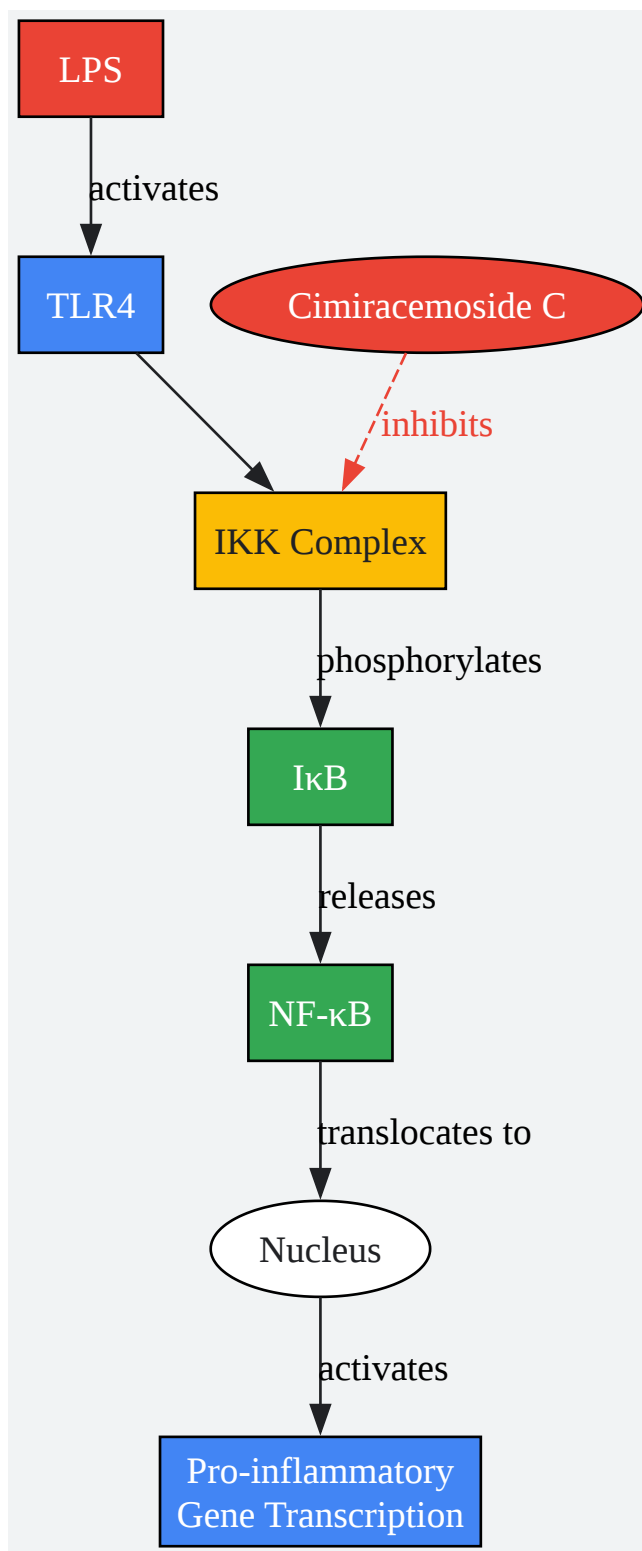 LPS
activates
TLR4
Cimiracemoside C
inhibits
IKK Complex
phosphorylates
IκB
releases
NF-κB
translocates to
Nucleus
activates
Pro-inflammatory
Gene Transcription